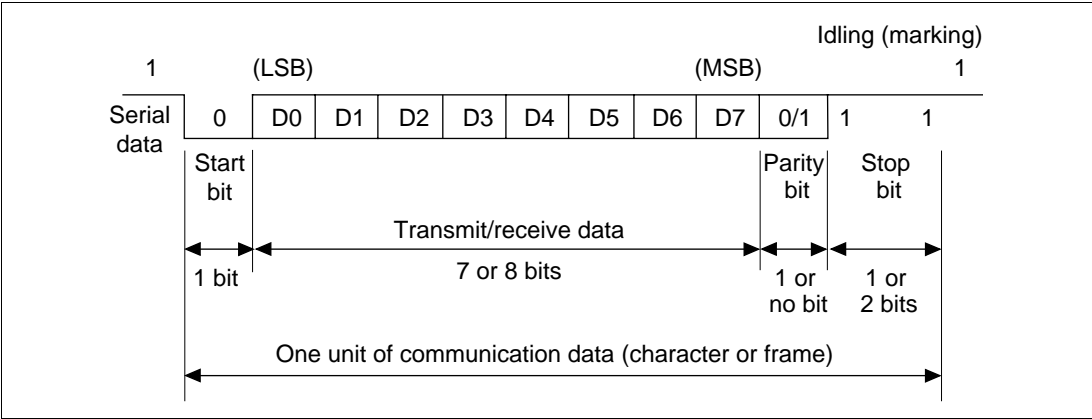 Idling (marking)
1 (LSB) (MSB) 1
Serial data 0 D0 D1 D2 D3 D4 D5 D6 D7 0/1 1 1
Start bit
Parity bit
Stop bit
Transmit/receive data
1 bit
7 or 8 bits
1 or no bit
1 or 2 bits
One unit of communication data (character or frame)